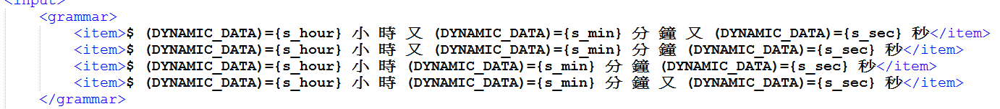 <input>
<grammar>
<item>$ (DYNAMIC_DATA)={s_hour} 小 時 又 (DYNAMIC_DATA)={s_min} 分 鐘 又 (DYNAMIC_DATA)={s_sec} 秒</item>
<item>$ (DYNAMIC_DATA)={s_hour} 小 時 又 (DYNAMIC_DATA)={s_min} 分 鐘 (DYNAMIC_DATA)={s_sec} 秒</item>
<item>$ (DYNAMIC_DATA)={s_hour} 小 時 (DYNAMIC_DATA)={s_min} 分 鐘 (DYNAMIC_DATA)={s_sec} 秒</item>
<item>$ (DYNAMIC_DATA)={s_hour} 小 時 (DYNAMIC_DATA)={s_min} 分 鐘 又 (DYNAMIC_DATA)={s_sec} 秒</item>
</grammar>